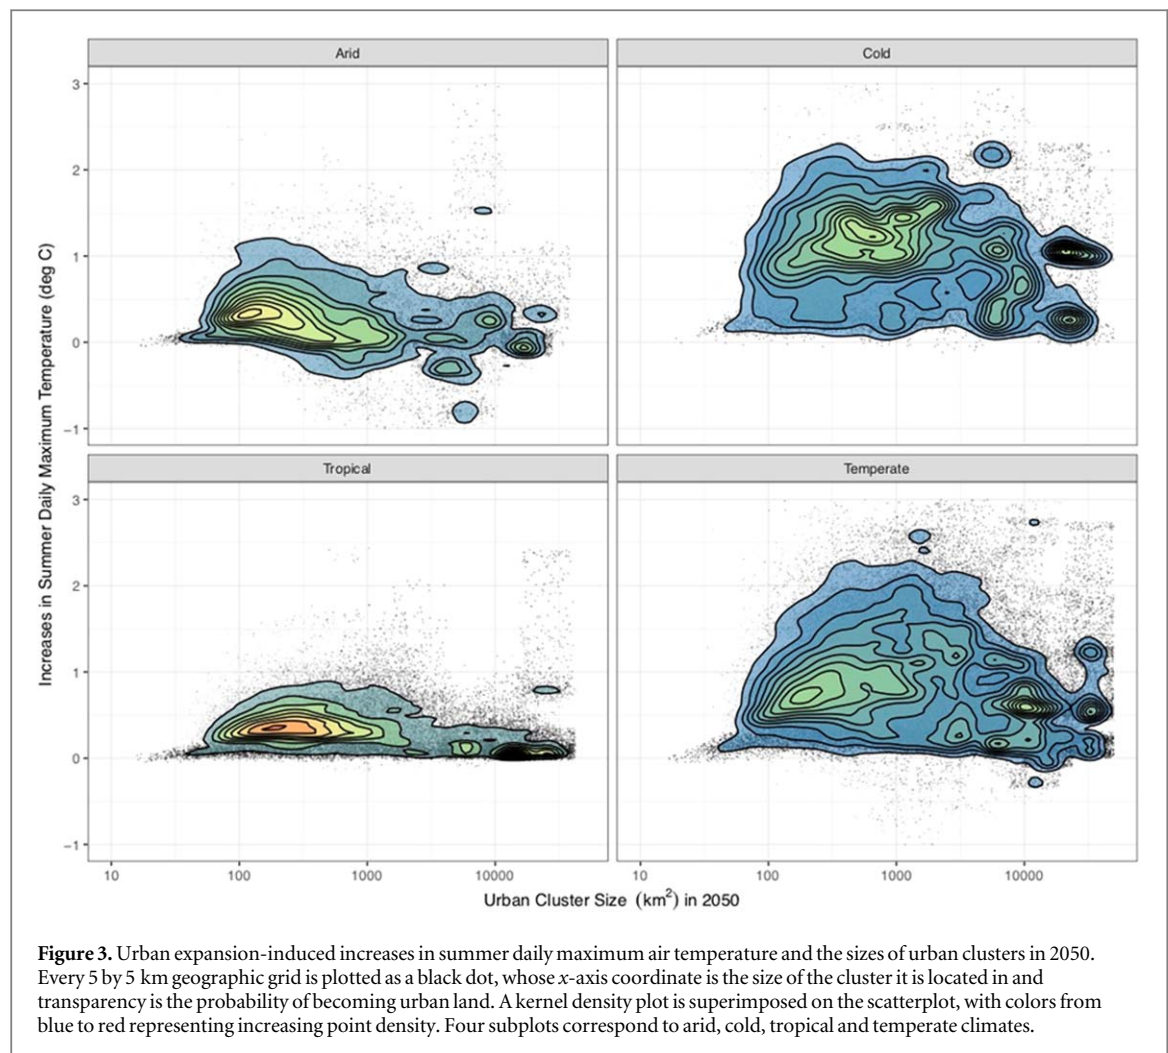 Arid
Cold
3
2
1
0
−1
Tropical
Temperate
3
2
1
0
−1
10
100
1000
10000
10
100
1000
10000
Increases in Summer Daily Maximum Temperature (deg C)
Urban Cluster Size (km²) in 2050
Figure 3. Urban expansion-induced increases in summer daily maximum air temperature and the sizes of urban clusters in 2050.
Every 5 by 5 km geographic grid is plotted as a black dot, whose x-axis coordinate is the size of the cluster it is located in and
transparency is the probability of becoming urban land. A kernel density plot is superimposed on the scatterplot, with colors from
blue to red representing increasing point density. Four subplots correspond to arid, cold, tropical and temperate climates.